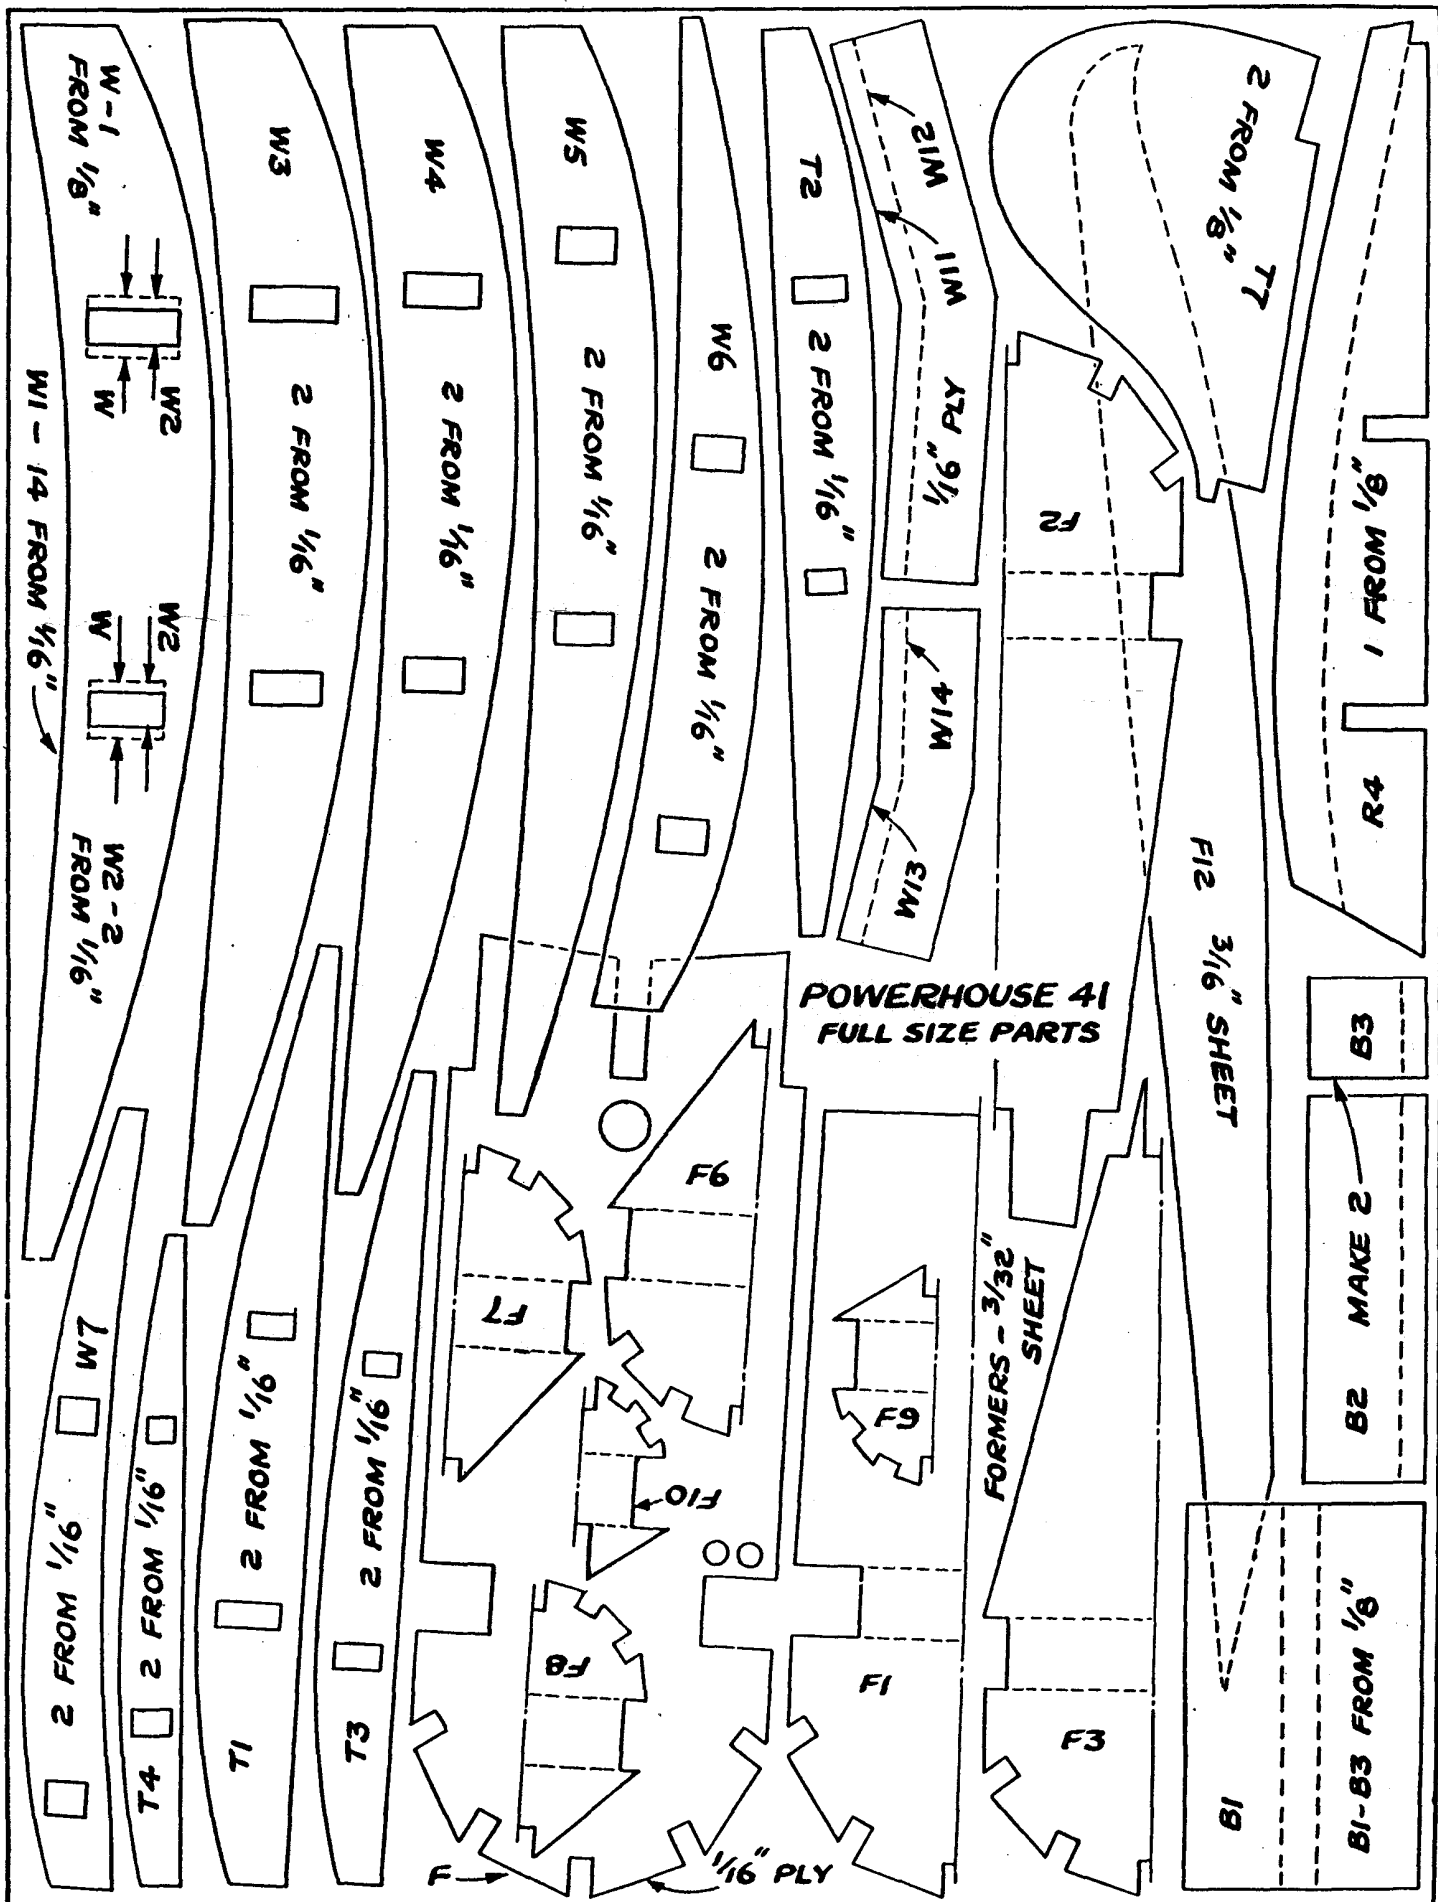 W-1
FROM 1/8"
W3
W4
W5
W12
W11
T2
2 FROM 1/8"
T7
W2
W
W1 - 14 FROM 1/16"
2 FROM 1/16"
2 FROM 1/16"
2 FROM 1/16"
W6
2 FROM 1/16"
2 FROM 1/16"
1/16" PLY
F2
1 FROM 1/8"
R4
W2
W
W2-2
FROM 1/16"
W14
W13
F12 3/16" SHEET
POWERHOUSE 41
FULL SIZE PARTS
B3
MAKE 2
B2
F6
F7
F9
F10
FORMERS - 3/32"
SHEET
W7
2 FROM 1/16"
2 FROM 1/16"
T4
2 FROM 1/16"
T1
2 FROM 1/16"
T3
F8
F1
F3
B1
B1-B3 FROM 1/8"
F
1/16" PLY